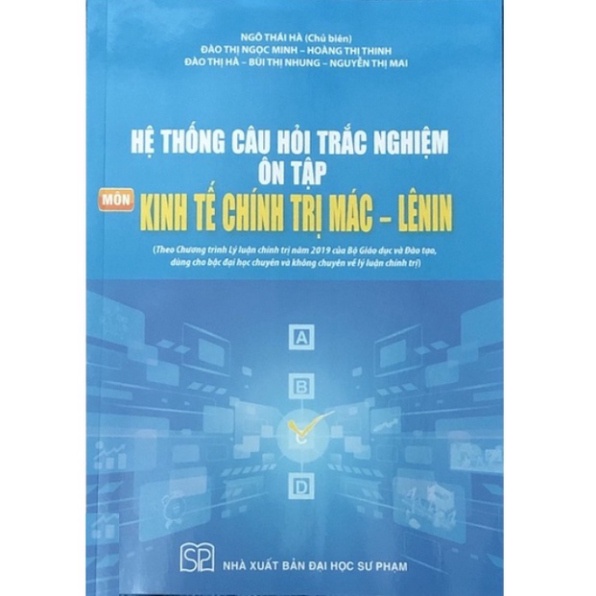 NGÔ THÁI HÀ (Chủ biên)
ĐÀO THỊ NGỌC MINH – HOÀNG THỊ THINH
ĐÀO THỊ HÀ – BÙI THỊ NHUNG – NGUYỄN THỊ MAI
HỆ THỐNG CÂU HỎI TRẮC NGHIỆM
ÔN TẬP
MÔN KINH TẾ CHÍNH TRỊ MÁC – LÊNIN
(Theo Chương trình Lý luận chính trị năm 2019 của Bộ Giáo dục và Đào tạo,
dùng cho bậc đại học chuyên và không chuyên về lý luận chính trị)
A
B
C
D
SP NHÀ XUẤT BẢN ĐẠI HỌC SƯ PHẠM